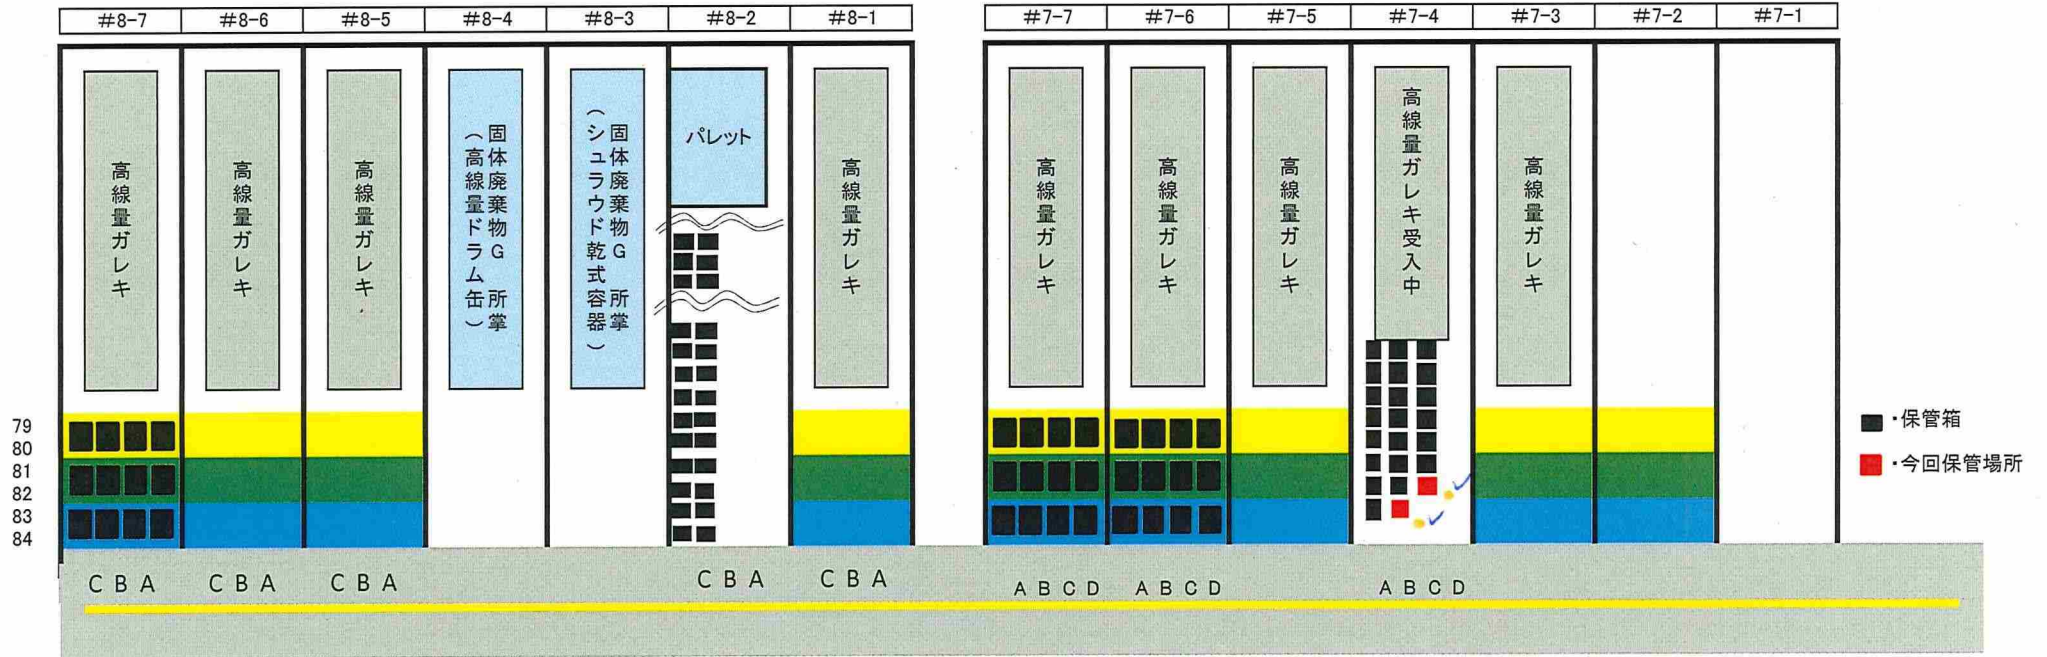 #8-7 #8-6 #8-5 #8-4 #8-3 #8-2 #8-1 #7-7 #7-6 #7-5 #7-4 #7-3 #7-2 #7-1
高線量ガレキ
高線量ガレキ
高線量ガレキ
固体廃棄物G 所掌
(高線量ドラム缶)
固体廃棄物G 所掌
(シュラウド乾式容器)
パレット
高線量ガレキ
高線量ガレキ
高線量ガレキ
高線量ガレキ
高線量ガレキ受入中
高線量ガレキ
79
80
81
82
83
84
・保管箱
・今回保管場所
C B A C B A C B A C B A C B A A B C D A B C D A B C D